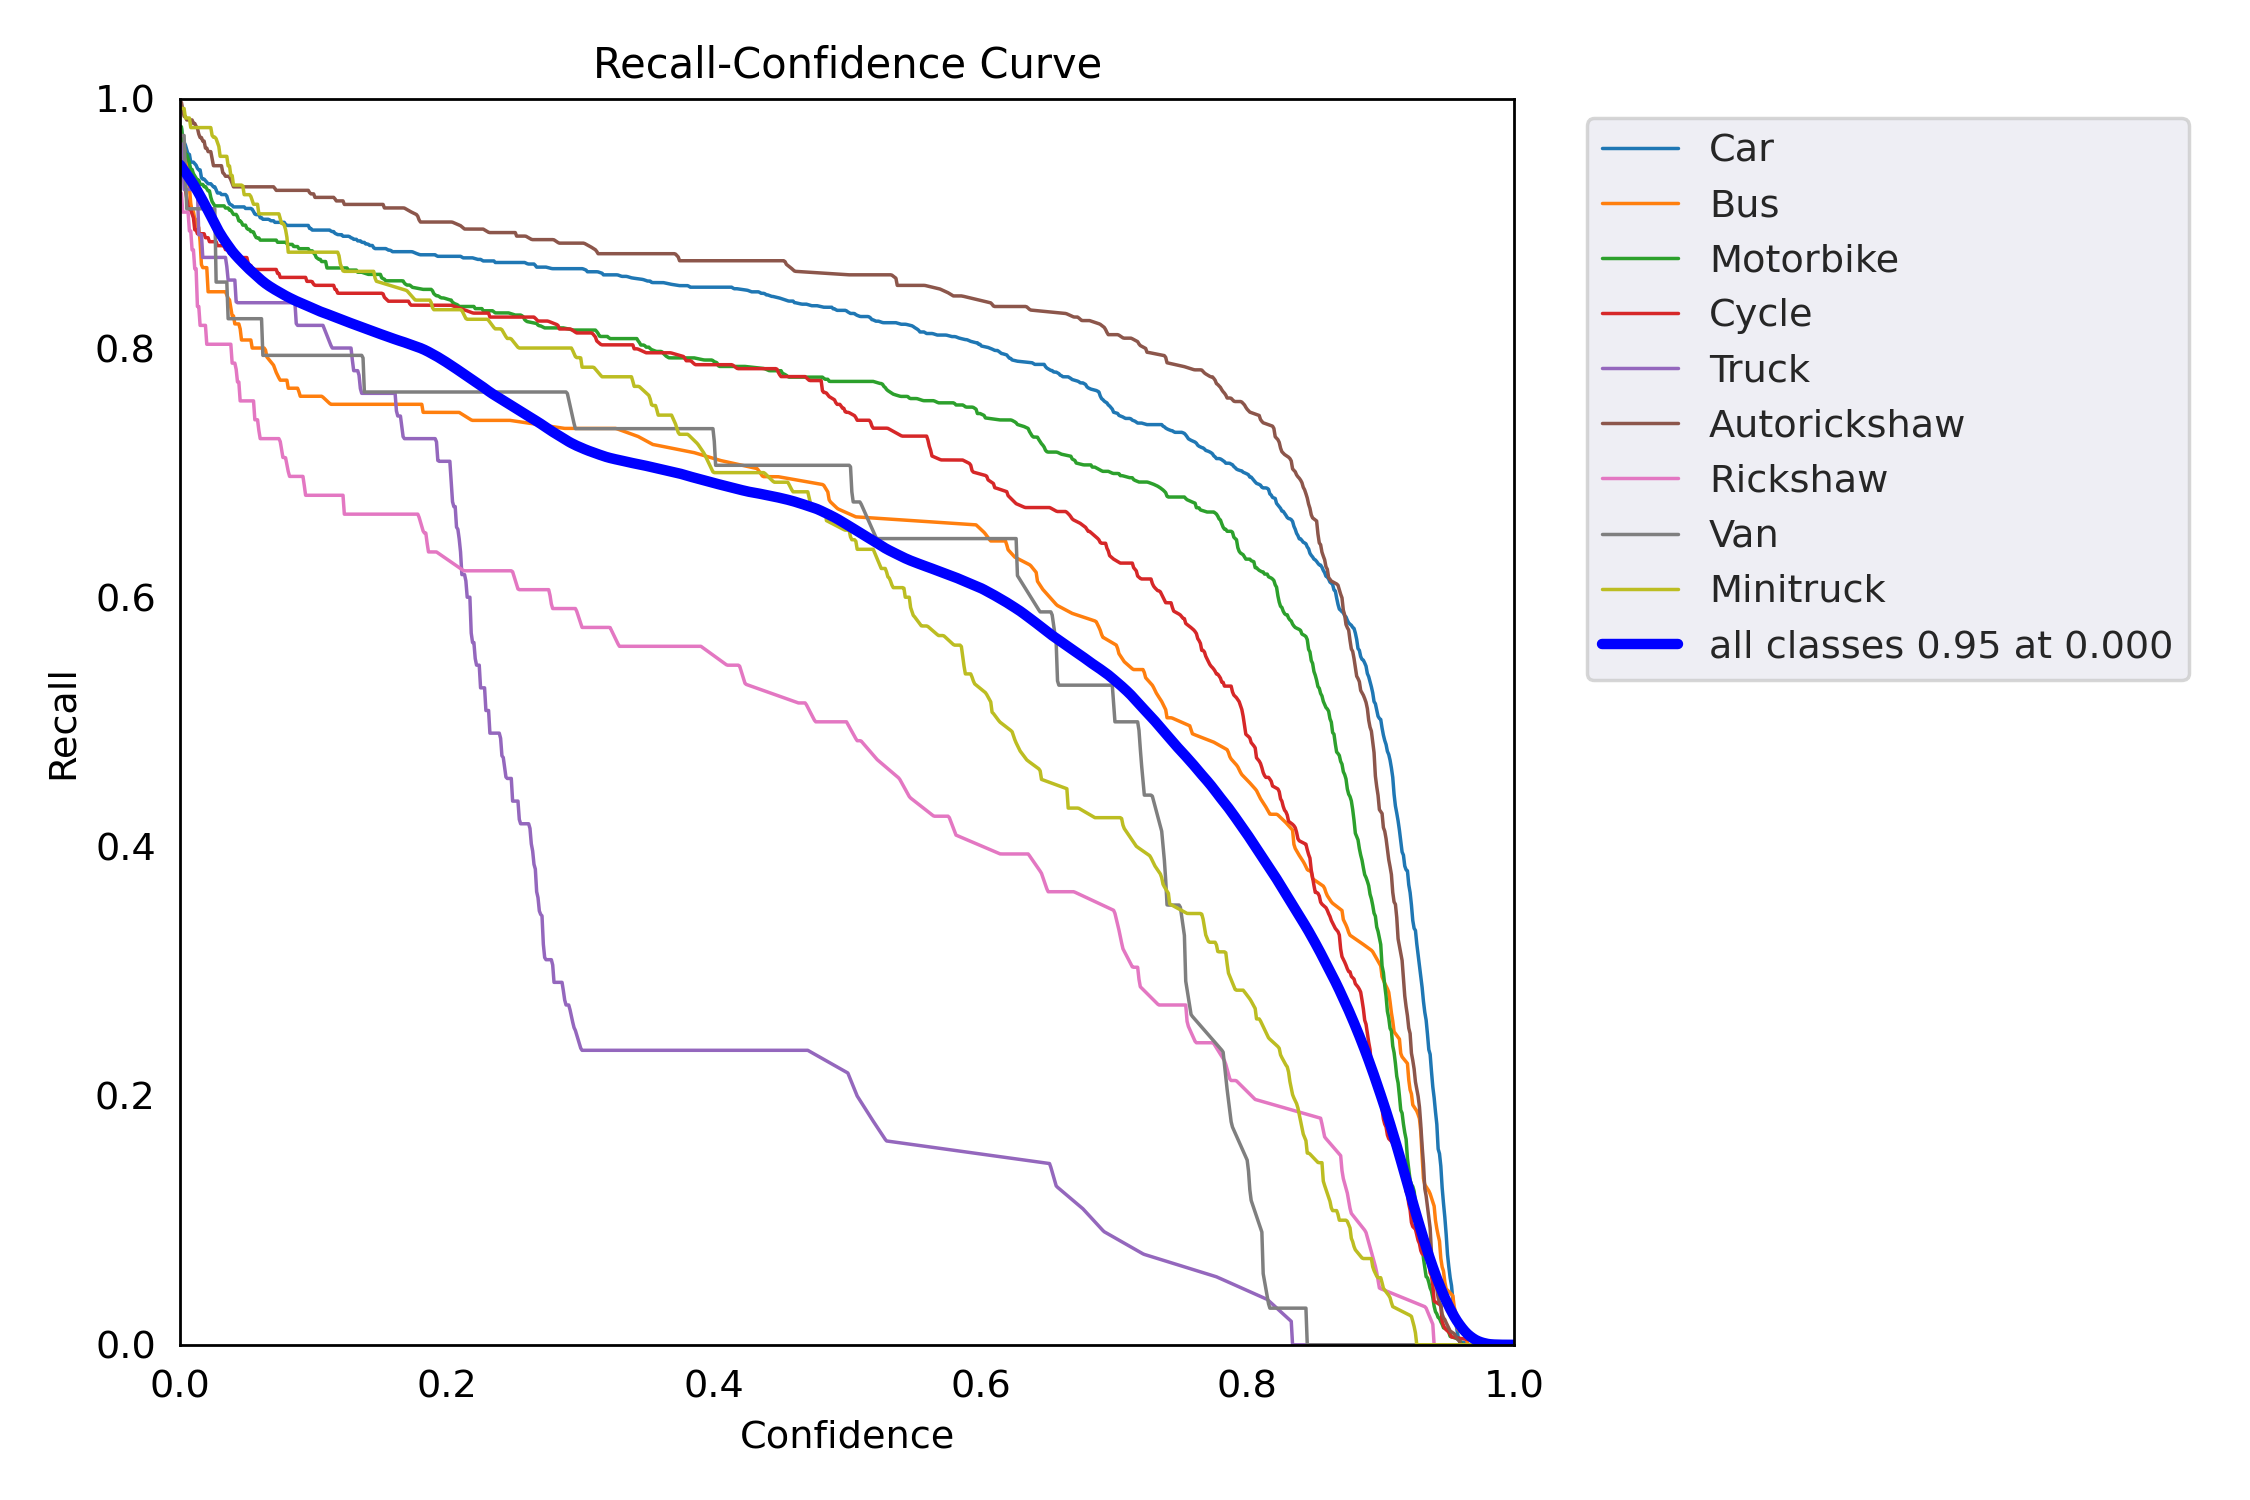 Recall-Confidence Curve
1.0
0.8
0.6
0.4
0.2
0.0
Recall
0.0 0.2 0.4 0.6 0.8 1.0
Confidence
Car
Bus
Motorbike
Cycle
Truck
Autorickshaw
Rickshaw
Van
Minitruck
all classes 0.95 at 0.000